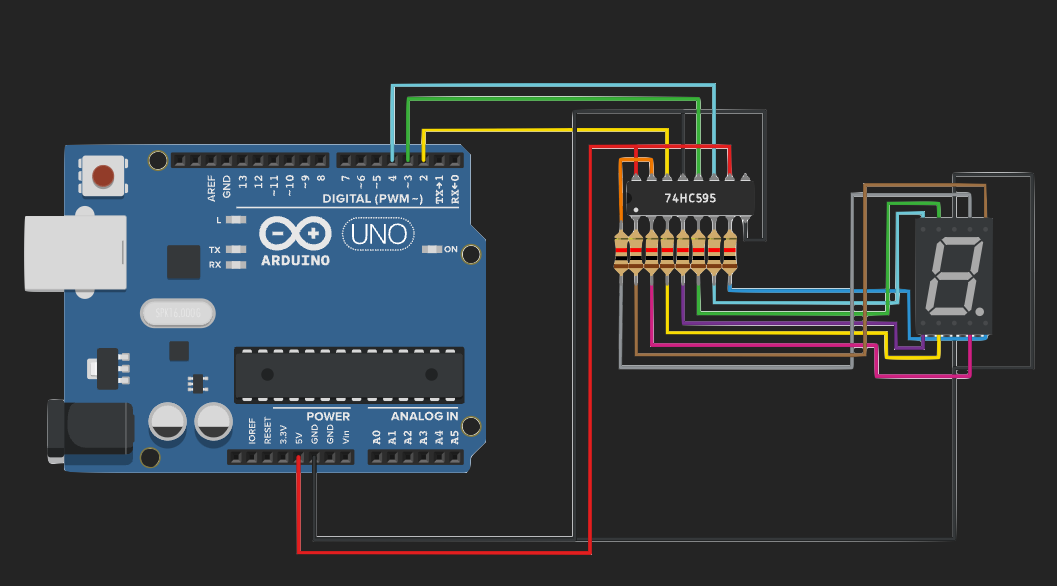 AREF
GND
13
12
~11
~10
~9
8
7
~6
~5
4
~3
2
TX→1
RX←0
DIGITAL (PWM ~)
L
TX
RX
UNO
ON
ARDUINO
74HC595
POWER
ANALOG IN
IOREF
RESET
3.3V
5V
GND
GND
Vin
A0
A1
A2
A3
A4
A5